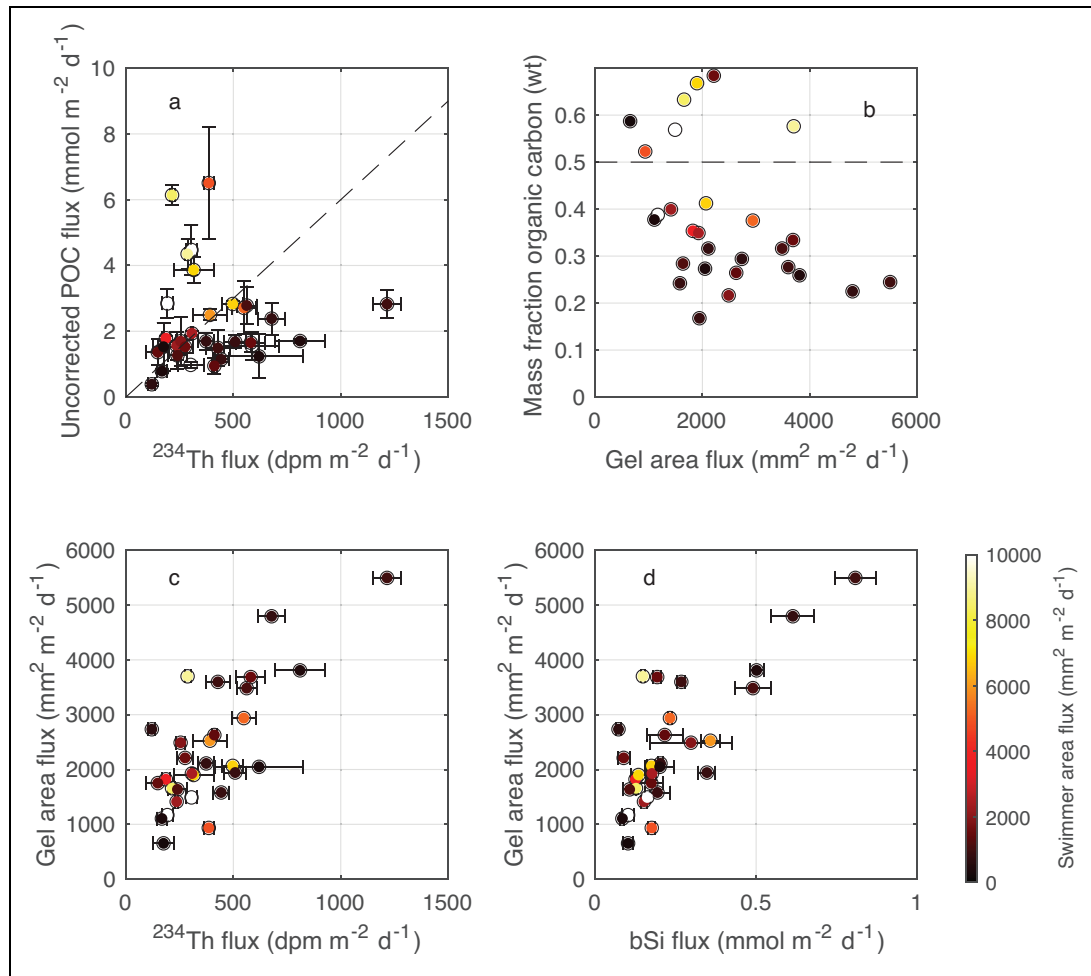 a
Uncorrected POC flux (mmol m⁻² d⁻¹)
10
8
6
4
2
0
0 500 1000 1500
²³⁴Th flux (dpm m⁻² d⁻¹)
b
Mass fraction organic carbon (wt)
0.6
0.5
0.4
0.3
0.2
0.1
0
0 2000 4000 6000
Gel area flux (mm² m⁻² d⁻¹)
c
Gel area flux (mm² m⁻² d⁻¹)
6000
5000
4000
3000
2000
1000
0
0 500 1000 1500
²³⁴Th flux (dpm m⁻² d⁻¹)
d
Gel area flux (mm² m⁻² d⁻¹)
6000
5000
4000
3000
2000
1000
0
0 0.5 1
bSi flux (mmol m⁻² d⁻¹)
10000
8000
6000
4000
2000
0
Swimmer area flux (mm² m⁻² d⁻¹)